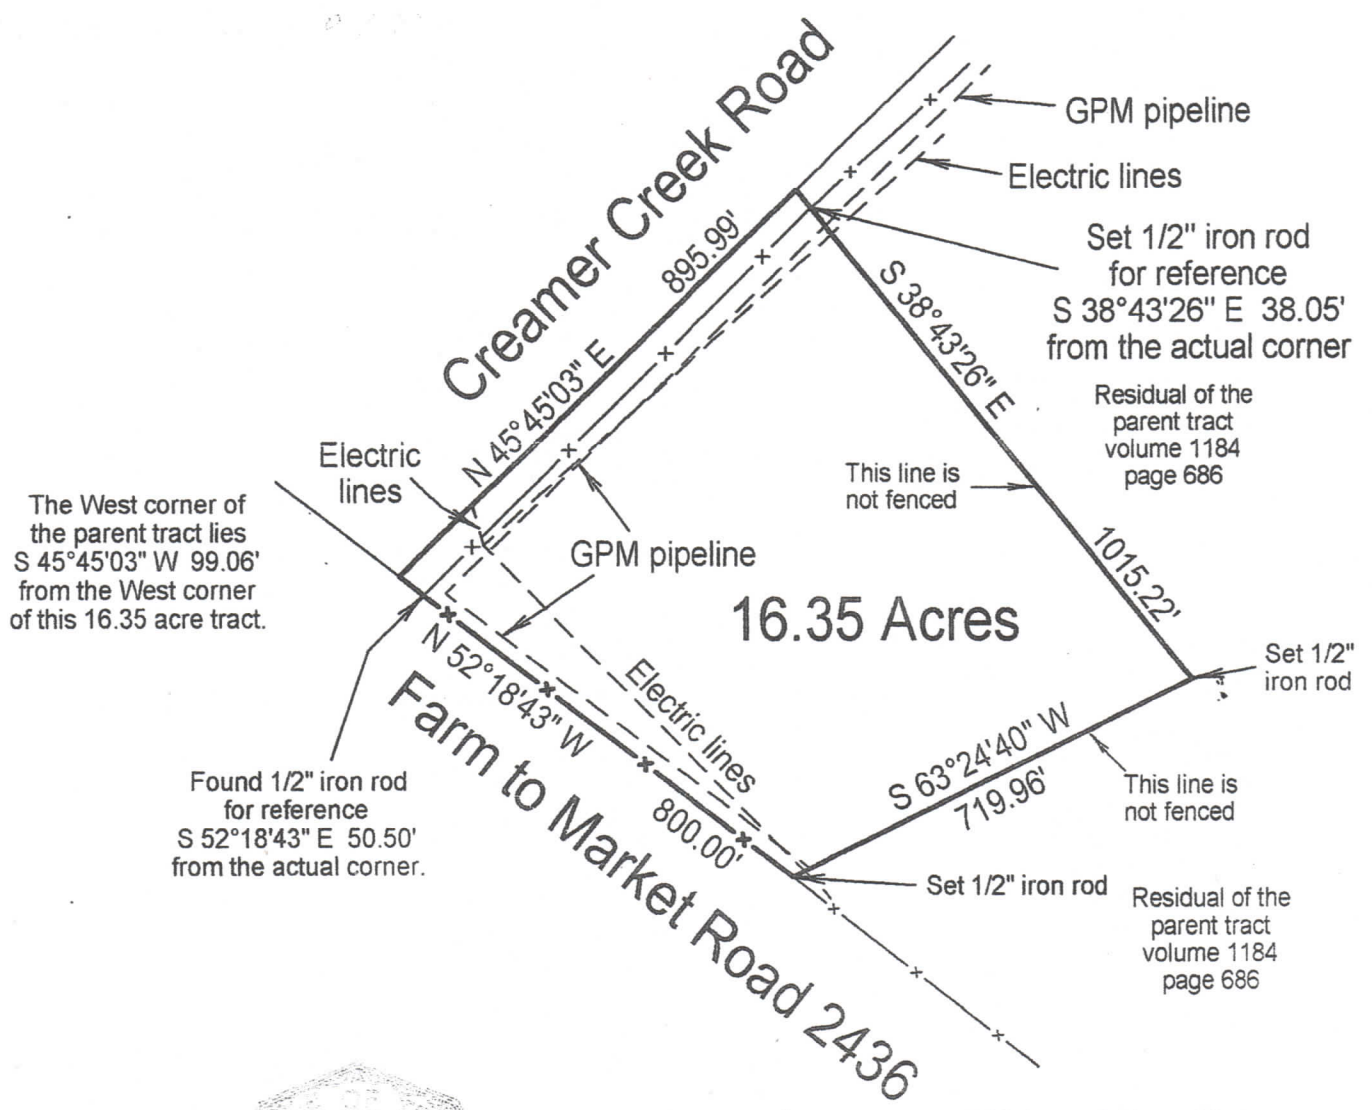 Creamer Creek Road
GPM pipeline
Electric lines
895.99'
Set 1/2" iron rod
for reference
S 38°43'26" E 38.05'
from the actual corner
S 38°43'26" E
N 45°45'03" E
Residual of the
parent tract
volume 1184
page 686
Electric
lines
This line is
not fenced
The West corner of
the parent tract lies
S 45°45'03" W 99.06'
from the West corner
of this 16.35 acre tract.
GPM pipeline
1015.22'
16.35 Acres
N 52°18'43" W
Set 1/2"
iron rod
Electric lines
Farm to Market Road 2436
S 63°24'40" W
719.96'
Found 1/2" iron rod
for reference
S 52°18'43" E 50.50'
from the actual corner.
This line is
not fenced
800.00'
Set 1/2" iron rod
Residual of the
parent tract
volume 1184
page 686